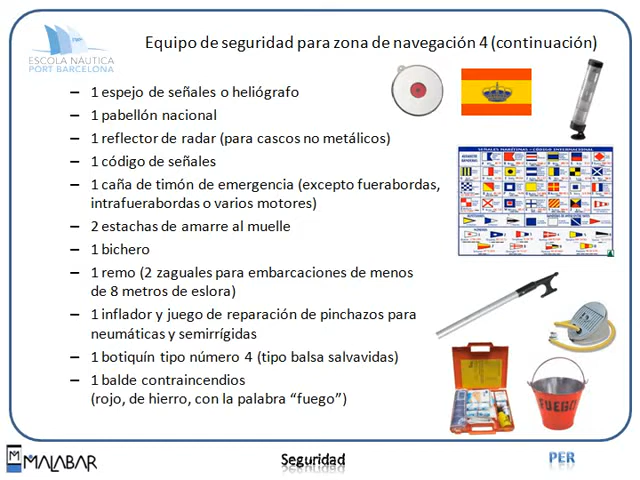 Equipo de seguridad para zona de navegación 4 (continuación)
ESCOLA NÀUTICA
PORT BARCELONA
– 1 espejo de señales o heliógrafo
– 1 pabellón nacional
– 1 reflector de radar (para cascos no metálicos)
– 1 código de señales
– 1 caña de timón de emergencia (excepto fuerabordas,
intrafuerabordas o varios motores)
– 2 estachas de amarre al muelle
– 1 bichero
– 1 remo (2 zaguales para embarcaciones de menos
de 8 metros de eslora)
– 1 inflador y juego de reparación de pinchazos para
neumáticas y semirrígidas
– 1 botiquín tipo número 4 (tipo balsa salvavidas)
– 1 balde contraincendios
(rojo, de hierro, con la palabra “fuego”)
SEÑALES MARÍTIMAS - CÓDIGO INTERNACIONAL
FUEGO
MALABAR
Seguridad
PER